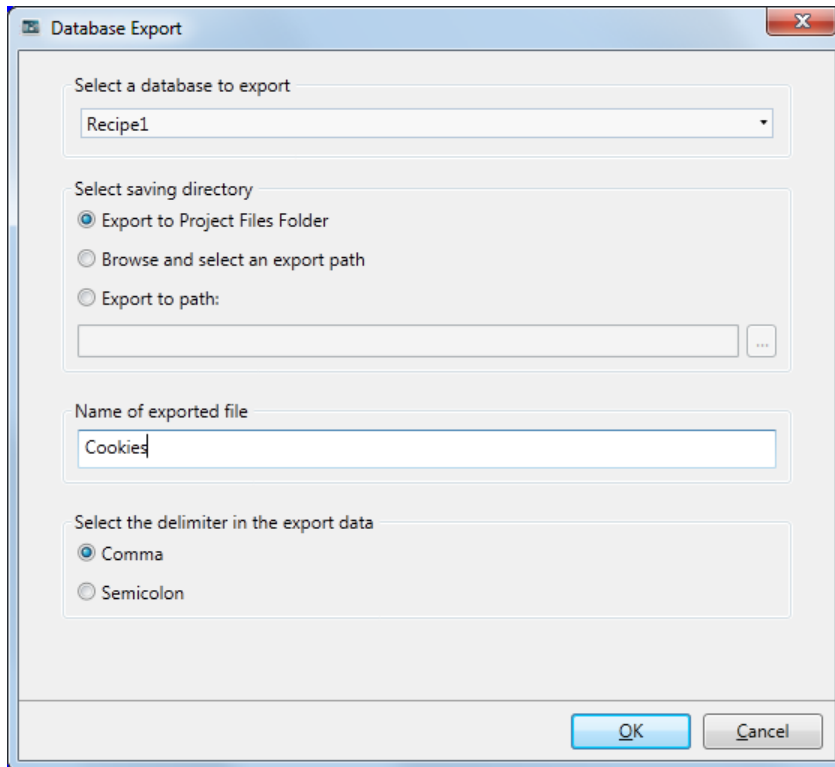 Database Export
Select a database to export
Recipe1
Select saving directory
Export to Project Files Folder
Browse and select an export path
Export to path:
...
Name of exported file
Cookies
Select the delimiter in the export data
Comma
Semicolon
OK Cancel